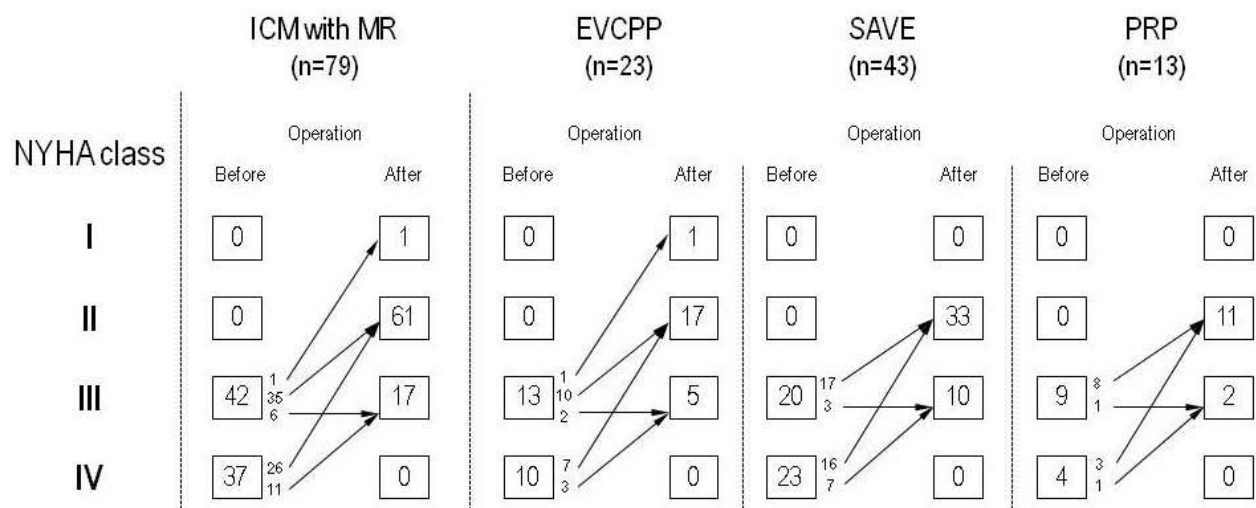 ICM with MR EVCPP SAVE PRP
(n=79) (n=23) (n=43) (n=13)
Operation Operation Operation Operation
NYHA class
Before After Before After Before After Before After
I 0 1 0 1 0 0 0 0
II 0 61 0 17 0 33 0 11
1 1 17 8
III 42 35 17 13 10 5 20 10 9 2
6 2 3 1
26 7 16 3
IV 37 0 10 0 23 0 4 0
11 3 7 1